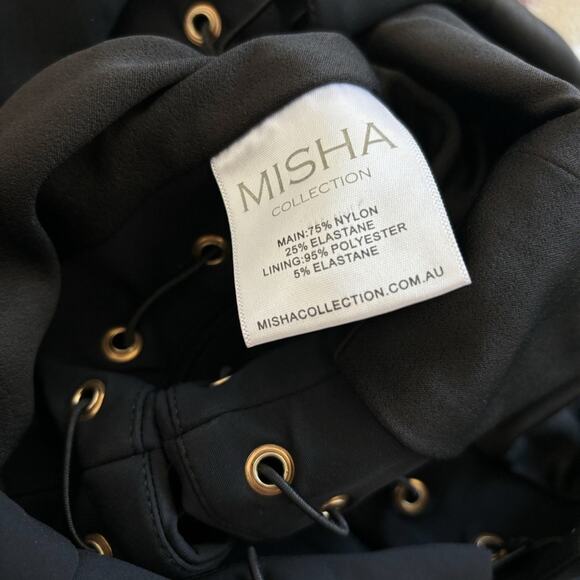 MISHA
COLLECTION
MAIN:75% NYLON
25% ELASTANE
LINING:95% POLYESTER
5% ELASTANE
MISHACOLLECTION.COM.AU